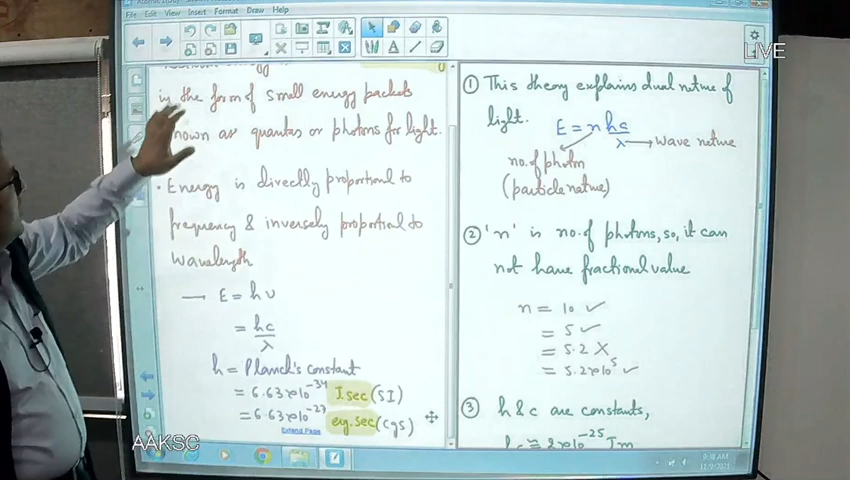 File Edit View Insert Format Draw Help
LIVE
in the form of small energy packets
known as quantas or photons for light.
• Energy is directly proportional to
frequency & inversely proportional to
wavelength
→ E = hν
= hc/λ
h = Planck's constant
= 6.63×10⁻³⁴ J.sec (SI)
= 6.63×10⁻²⁷ erg.sec (cgs)
Extend Page
① This theory explains dual nature of
light.
E = n hc/λ → wave nature
no. of photon
(particle nature)
② 'n' is no. of photons, so, it can
not have fractional value
n = 10 ✓
= 5 ✓
= 5.2 X
= 5.2×10⁵ ✓
③ h & c are constants,
AAKSC